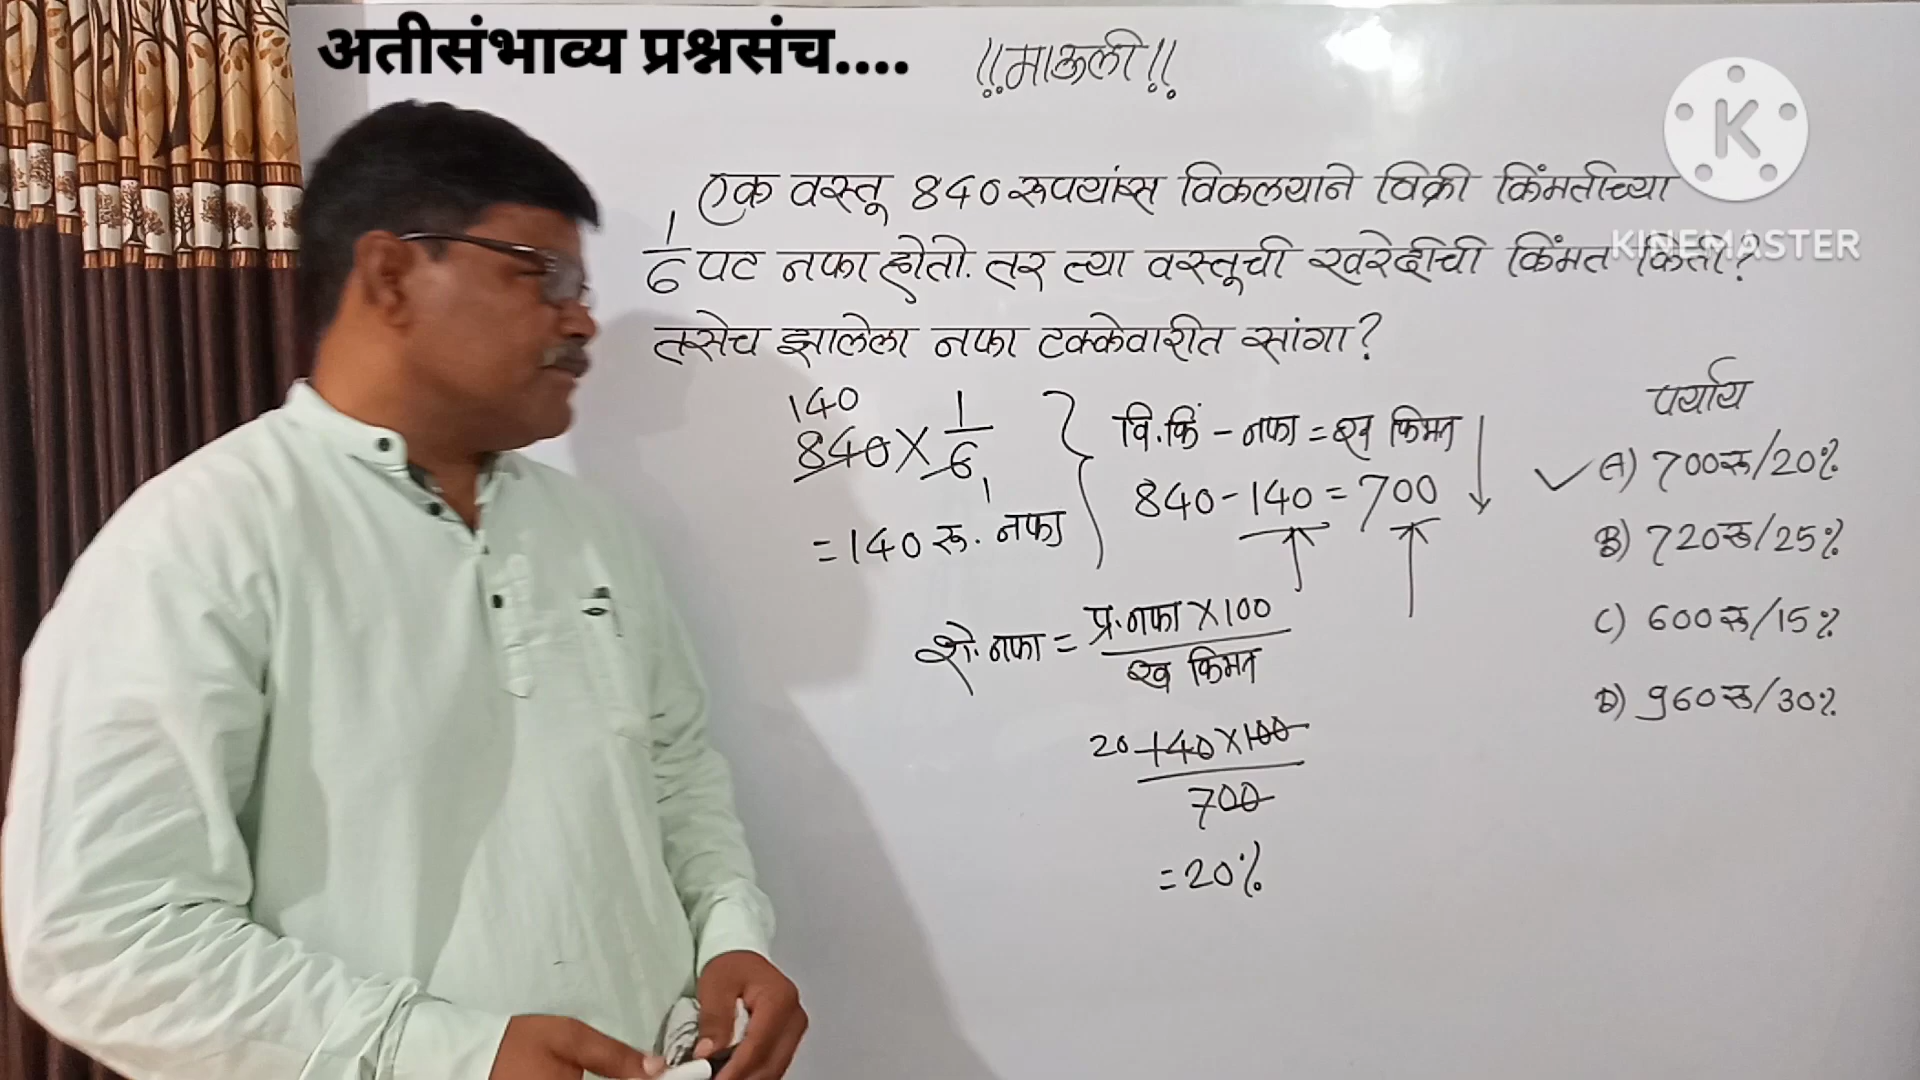 अतीसंभाव्य प्रश्नसंच....
!!माऊली!!
K
KINEMASTER
एक वस्तू 840 रुपयांस विकल्याने विक्री किंमतीच्या
1/6 पट नफा होतो. तर त्या वस्तूची खरेदीची किंमत किती?
तसेच झालेला नफा टक्केवारीत सांगा?
140
840 X 1/6
1
= 140 रू. नफा
वि.किं - नफा = ख किंमत
840 - 140 = 700
शे. नफा = प्र. नफा X 100 / ख किंमत
20 140 X 100 / 700
= 20%
पर्याय
A) 700रू/20%
B) 720रू/25%
C) 600रू/15%
D) 960रू/30%